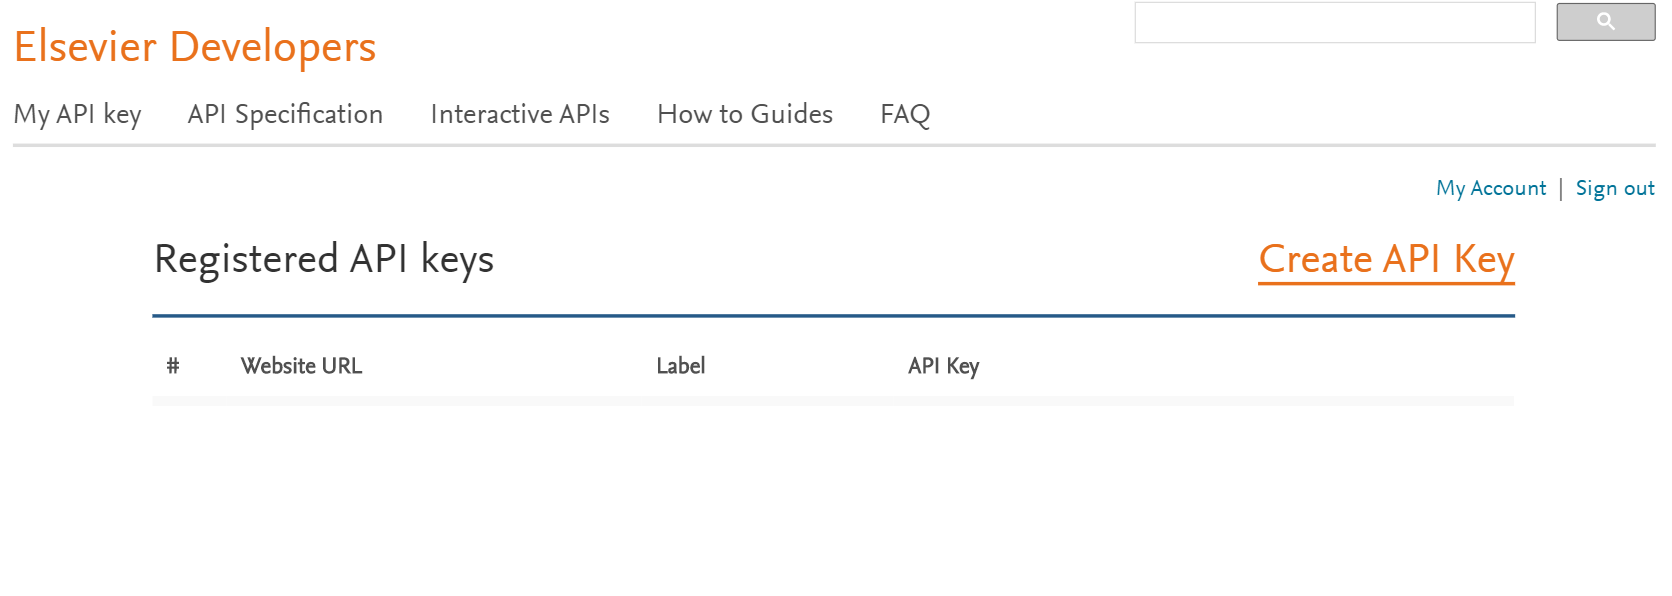 Elsevier Developers
My API key API Specification Interactive APIs How to Guides FAQ
My Account | Sign out
Registered API keys Create API Key
# Website URL Label API Key